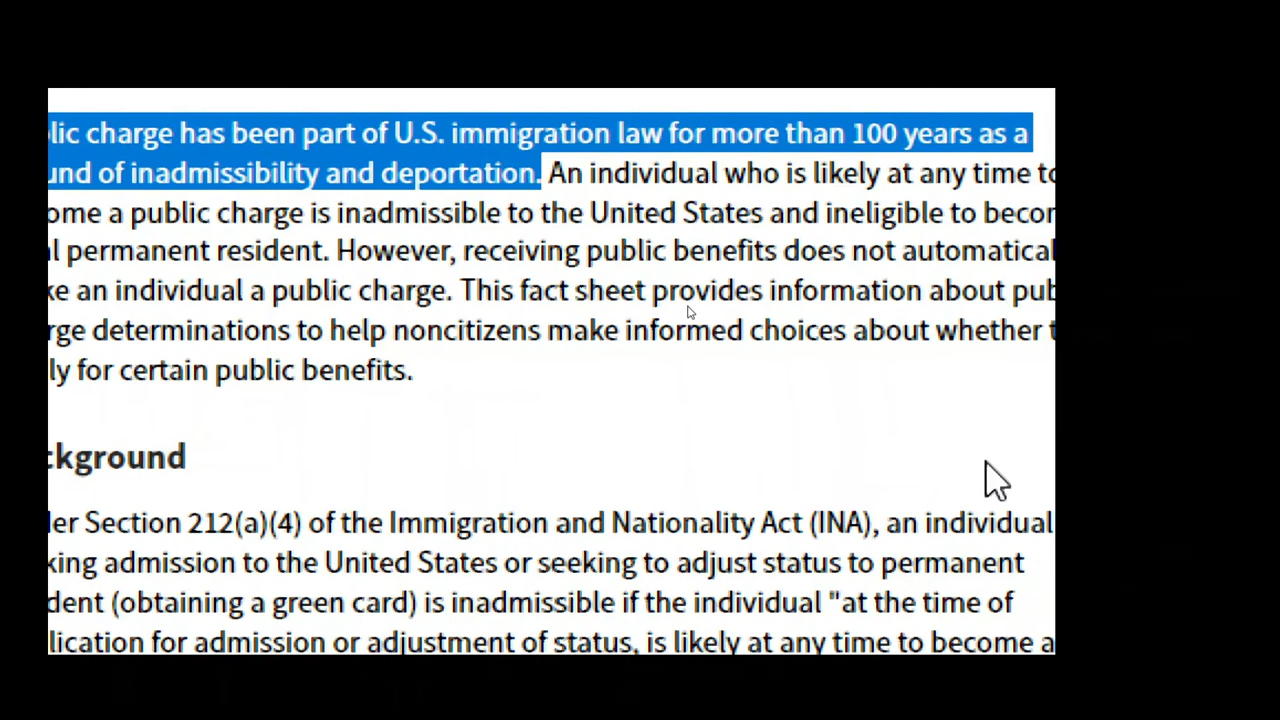 lic charge has been part of U.S. immigration law for more than 100 years as a
und of inadmissibility and deportation. An individual who is likely at any time to
ome a public charge is inadmissible to the United States and ineligible to becom
l permanent resident. However, receiving public benefits does not automatical
ke an individual a public charge. This fact sheet provides information about pub
rge determinations to help noncitizens make informed choices about whether t
ly for certain public benefits.
ckground
er Section 212(a)(4) of the Immigration and Nationality Act (INA), an individual
king admission to the United States or seeking to adjust status to permanent
dent (obtaining a green card) is inadmissible if the individual "at the time of
lication for admission or adjustment of status, is likely at any time to become a